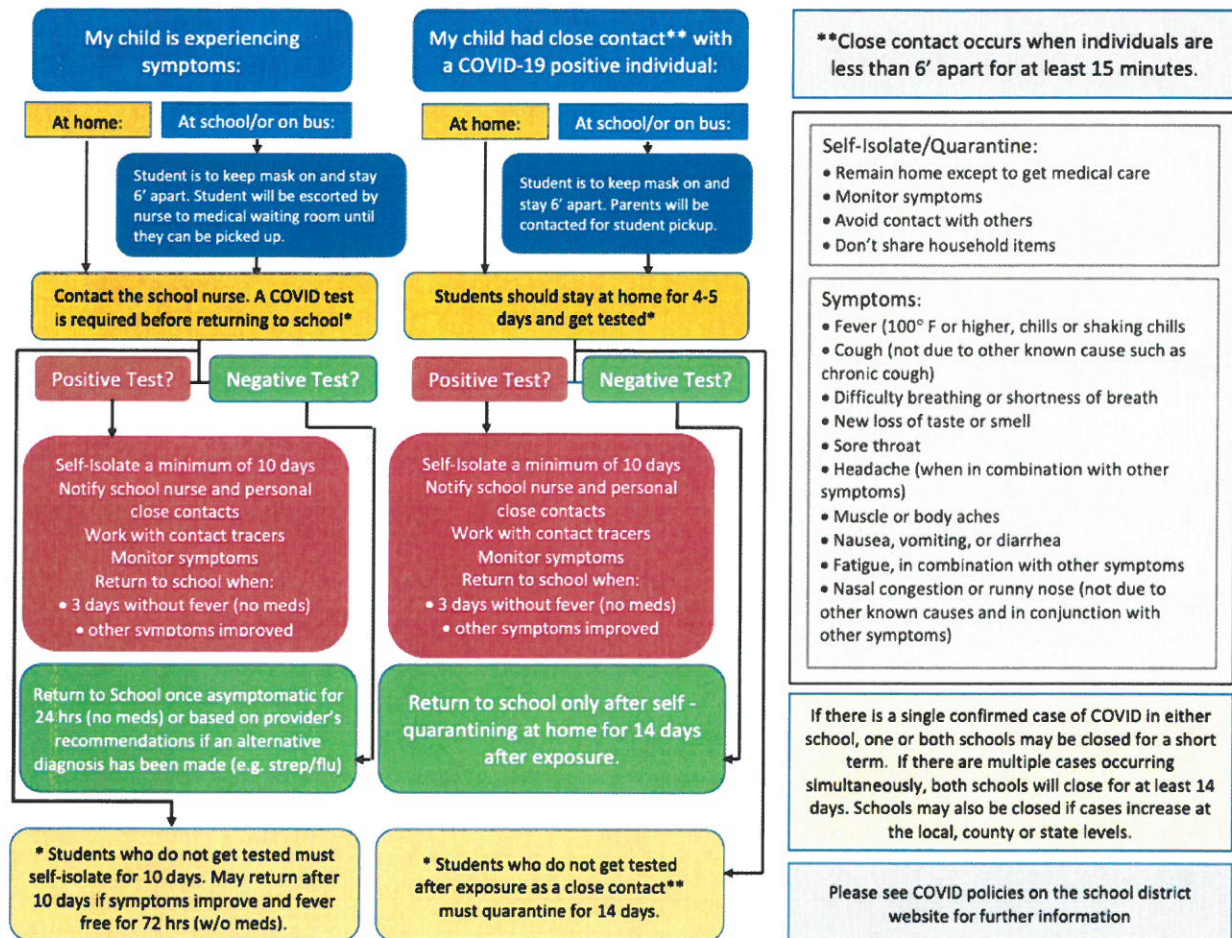 My child is experiencing
symptoms:
At home:
At school/or on bus:
Student is to keep mask on and stay
6' apart. Student will be escorted by
nurse to medical waiting room until
they can be picked up.
Contact the school nurse. A COVID test
is required before returning to school*
Positive Test?
Negative Test?
Self-Isolate a minimum of 10 days
Notify school nurse and personal
close contacts
Work with contact tracers
Monitor symptoms
Return to school when:
• 3 days without fever (no meds)
• other symptoms improved
Return to School once asymptomatic for
24 hrs (no meds) or based on provider's
recommendations if an alternative
diagnosis has been made (e.g. strep/flu)
* Students who do not get tested must
self-isolate for 10 days. May return after
10 days if symptoms improve and fever
free for 72 hrs (w/o meds).
My child had close contact** with
a COVID-19 positive individual:
At home:
At school/or on bus:
Student is to keep mask on and
stay 6' apart. Parents will be
contacted for student pickup.
Students should stay at home for 4-5
days and get tested*
Positive Test?
Negative Test?
Self-Isolate a minimum of 10 days
Notify school nurse and personal
close contacts
Work with contact tracers
Monitor symptoms
Return to school when:
• 3 days without fever (no meds)
• other symptoms improved
Return to school only after self -
quarantining at home for 14 days
after exposure.
* Students who do not get tested
after exposure as a close contact**
must quarantine for 14 days.
**Close contact occurs when individuals are
less than 6' apart for at least 15 minutes.
Self-Isolate/Quarantine:
• Remain home except to get medical care
• Monitor symptoms
• Avoid contact with others
• Don't share household items
Symptoms:
• Fever (100° F or higher, chills or shaking chills
• Cough (not due to other known cause such as
chronic cough)
• Difficulty breathing or shortness of breath
• New loss of taste or smell
• Sore throat
• Headache (when in combination with other
symptoms)
• Muscle or body aches
• Nausea, vomiting, or diarrhea
• Fatigue, in combination with other symptoms
• Nasal congestion or runny nose (not due to
other known causes and in conjunction with
other symptoms)
If there is a single confirmed case of COVID in either
school, one or both schools may be closed for a short
term. If there are multiple cases occurring
simultaneously, both schools will close for at least 14
days. Schools may also be closed if cases increase at
the local, county or state levels.
Please see COVID policies on the school district
website for further information